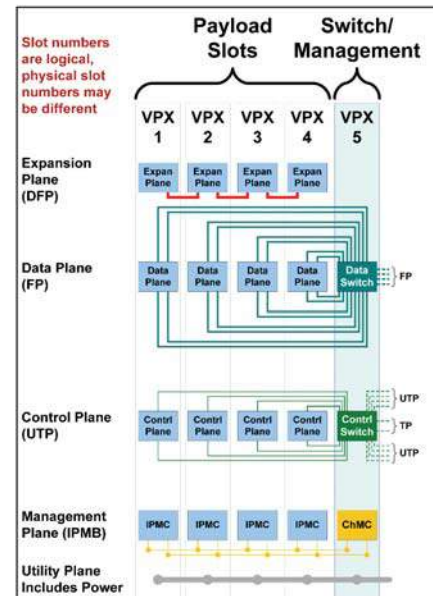 Payload Slots
Switch/ Management
Slot numbers
are logical,
physical slot
numbers may
be different
VPX 1
VPX 2
VPX 3
VPX 4
VPX 5
Expansion
Plane
(DFP)
Expan Plane
Expan Plane
Expan Plane
Expan Plane
Data Plane
(FP)
Data Plane
Data Plane
Data Plane
Data Plane
Data Switch
FP
Control Plane
(UTP)
Contrl Plane
Contrl Plane
Contrl Plane
Contrl Plane
Contrl Switch
UTP
TP
UTP
Management
Plane (IPMB)
IPMC
IPMC
IPMC
IPMC
ChMC
Utility Plane
Includes Power